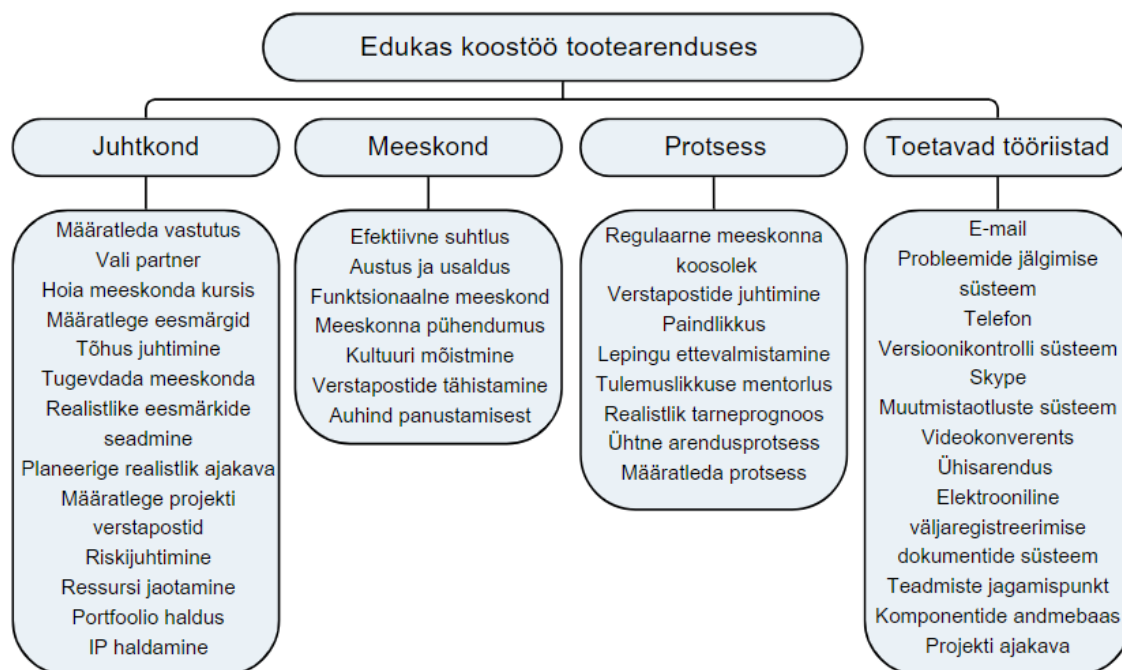 Edukas koostöö tootearenduses
Juhtkond
Määratleda vastutus
Vali partner
Hoia meeskonda kursis
Määratlege eesmärgid
Tõhus juhtimine
Tugevdada meeskonda
Realistlike eesmärkide
seadmine
Planeerige realistlik ajakava
Määratlege projekti
verstapostid
Riskijuhtimine
Ressursi jaotamine
Portfoolio haldus
IP haldamine
Meeskond
Efektiivne suhtlus
Austus ja usaldus
Funktsionaalne meeskond
Meeskonna pühendumus
Kultuuri mõistmine
Verstapostide tähistamine
Auhind panustamisest
Protsess
Regulaarne meeskonna
koosolek
Verstapostide juhtimine
Paindlikkus
Lepingu ettevalmistamine
Tulemuslikkuse mentorlus
Realistlik tarneprognoos
Ühtne arendusprotsess
Määratleda protsess
Toetavad tööriistad
E-mail
Probleemide jälgimise
süsteem
Telefon
Versioonikontrolli süsteem
Skype
Muutmistaotluste süsteem
Videokonverents
Ühisarendus
Elektrooniline
väljaregistreerimise
dokumentide süsteem
Teadmiste jagamispunkt
Komponentide andmebaas
Projekti ajakava